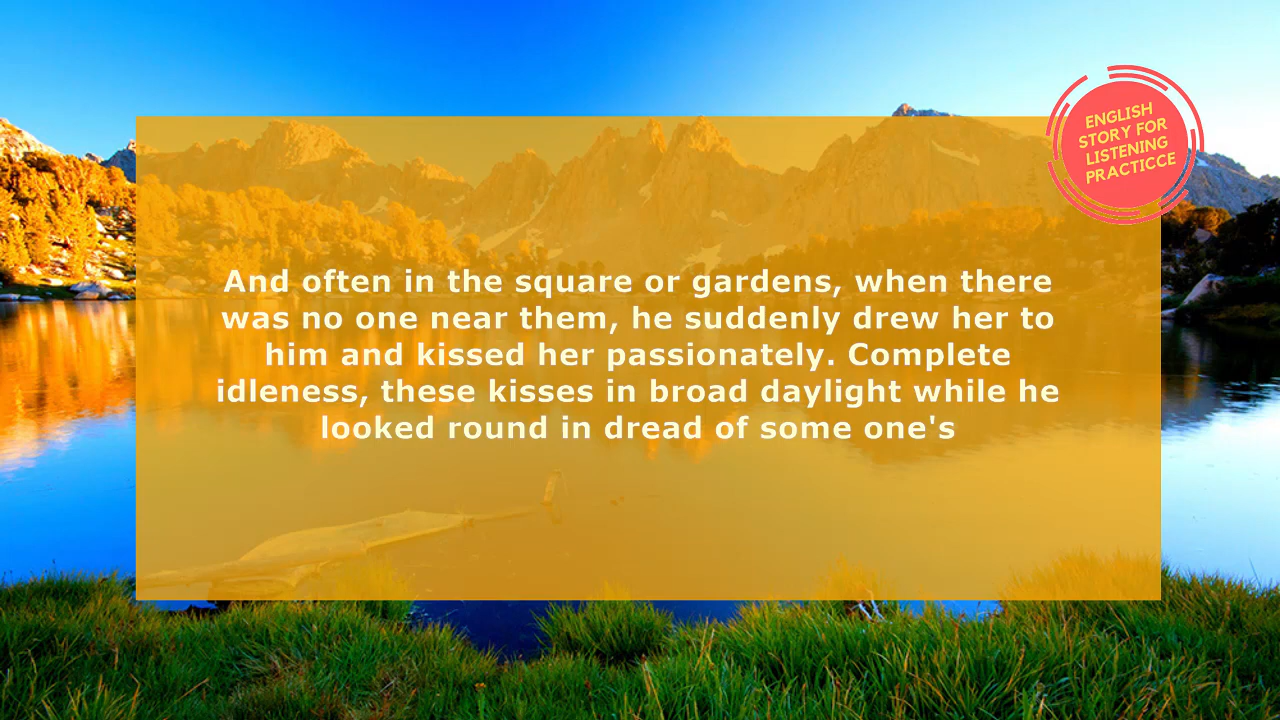 ENGLISH
STORY FOR
LISTENING
PRACTICCE
And often in the square or gardens, when there
was no one near them, he suddenly drew her to
him and kissed her passionately. Complete
idleness, these kisses in broad daylight while he
looked round in dread of some one's